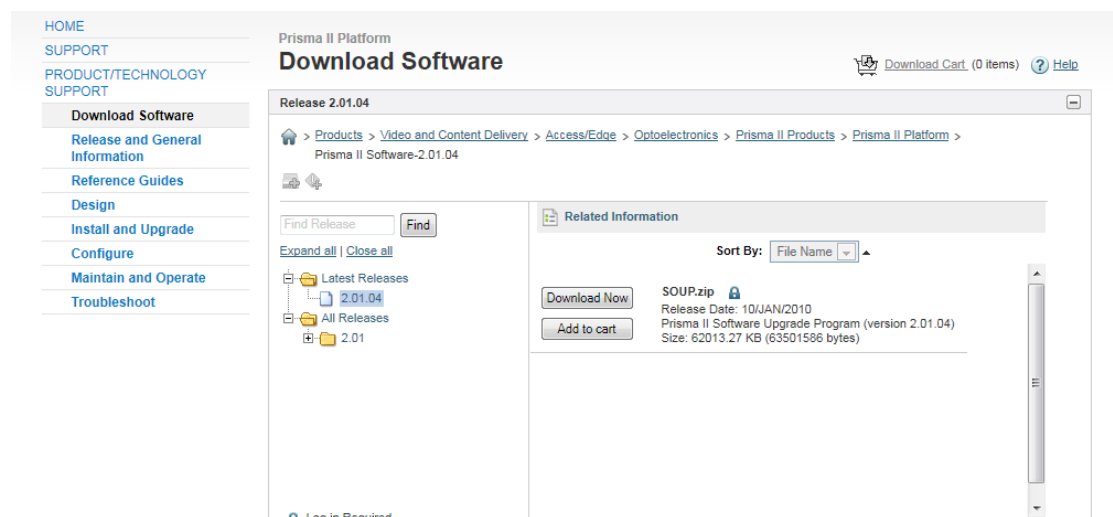 HOME
SUPPORT
PRODUCT/TECHNOLOGY
SUPPORT
Download Software
Release and General
Information
Reference Guides
Design
Install and Upgrade
Configure
Maintain and Operate
Troubleshoot
Prisma II Platform
Download Software
Download Cart (0 items) ? Help
Release 2.01.04
> Products > Video and Content Delivery > Access/Edge > Optoelectronics > Prisma II Products > Prisma II Platform >
Prisma II Software-2.01.04
Find Release Find
Expand all | Close all
Latest Releases
2.01.04
All Releases
2.01
Related Information
Sort By: File Name
Download Now
Add to cart
SOUP.zip
Release Date: 10/JAN/2010
Prisma II Software Upgrade Program (version 2.01.04)
Size: 62013.27 KB (63501586 bytes)
Log in Required